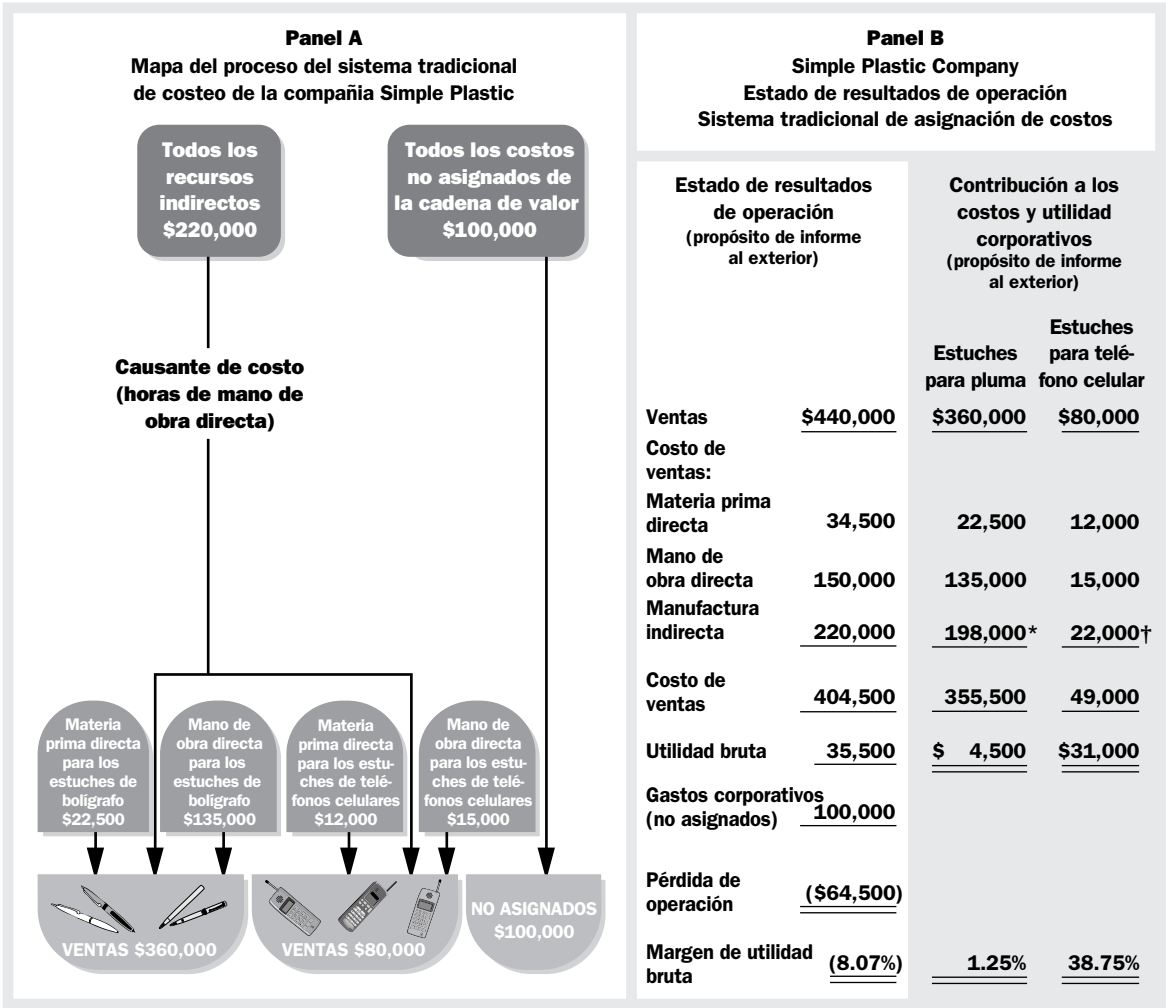 Panel A
Mapa del proceso del sistema tradicional
de costeo de la compañia Simple Plastic
Todos los
recursos
indirectos
$220,000
Todos los costos
no asignados de
la cadena de valor
$100,000
Causante de costo
(horas de mano de
obra directa)
Materia
prima directa
para los
estuches de
bolígrafo
$22,500
Mano de
obra directa
para los
estuches de
bolígrafo
$135,000
Materia
prima directa
para los estu-
ches de telé-
fonos celulares
$12,000
Mano de
obra directa
para los estu-
ches de telé-
fonos celulares
$15,000
VENTAS $360,000
VENTAS $80,000
NO ASIGNADOS
$100,000
Panel B
Simple Plastic Company
Estado de resultados de operación
Sistema tradicional de asignación de costos
Estado de resultados
de operación
(propósito de informe
al exterior)
Contribución a los
costos y utilidad
corporativos
(propósito de informe
al exterior)
Estuches
para pluma
Estuches
para telé-
fono celular
Ventas $440,000 $360,000 $80,000
Costo de
ventas:
Materia prima
directa 34,500 22,500 12,000
Mano de
obra directa 150,000 135,000 15,000
Manufactura
indirecta 220,000 198,000* 22,000†
Costo de
ventas 404,500 355,500 49,000
Utilidad bruta 35,500 $ 4,500 $31,000
Gastos corporativos
(no asignados) 100,000
Pérdida de
operación ($64,500)
Margen de utilidad
bruta (8.07%) 1.25% 38.75%